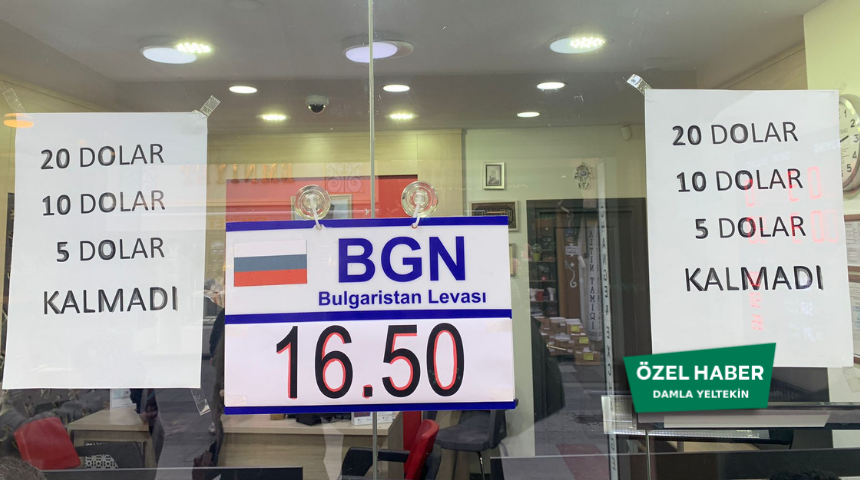 20 DOLAR
10 DOLAR
5 DOLAR
KALMADI
BGN
Bulgaristan Levası
16.50
20 DOLAR
10 DOLAR
5 DOLAR
KALMADI
ÖZEL HABER
DAMLA YELTEKİN